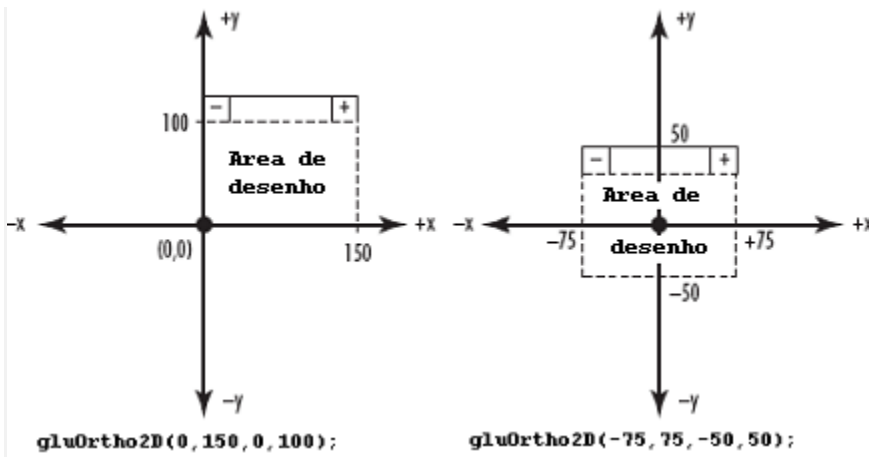 +y
− +
100
Area de
desenho
−x +x
(0,0)
150
−y
gluOrtho2D(0,150,0,100);
+y
50
− +
Area de
−x +x
−75 +75
desenho
−50
−y
gluOrtho2D(-75,75,-50,50);